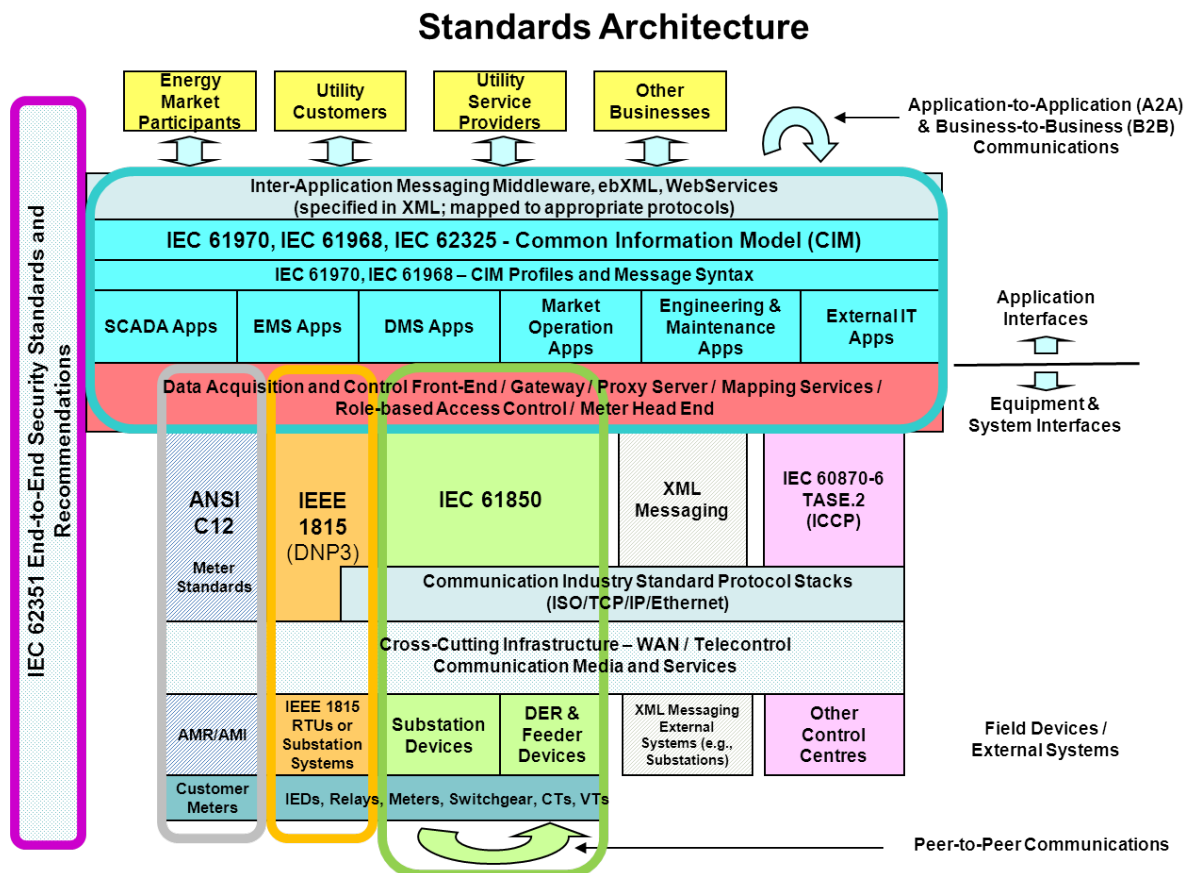 Standards Architecture
Energy
Market
Participants
Utility
Customers
Utility
Service
Providers
Other
Businesses
Application-to-Application (A2A)
& Business-to-Business (B2B)
Communications
IEC 62351 End-to-End Security Standards and
Recommendations
Inter-Application Messaging Middleware, ebXML, WebServices
(specified in XML; mapped to appropriate protocols)
IEC 61970, IEC 61968, IEC 62325 - Common Information Model (CIM)
IEC 61970, IEC 61968 – CIM Profiles and Message Syntax
SCADA Apps
EMS Apps
DMS Apps
Market
Operation
Apps
Engineering &
Maintenance
Apps
External IT
Apps
Application
Interfaces
Data Acquisition and Control Front-End / Gateway / Proxy Server / Mapping Services /
Role-based Access Control / Meter Head End
Equipment &
System Interfaces
ANSI
C12
Meter
Standards
IEEE
1815
(DNP3)
IEC 61850
XML
Messaging
IEC 60870-6
TASE.2
(ICCP)
Communication Industry Standard Protocol Stacks
(ISO/TCP/IP/Ethernet)
Cross-Cutting Infrastructure – WAN / Telecontrol
Communication Media and Services
AMR/AMI
IEEE 1815
RTUs or
Substation
Systems
Substation
Devices
DER &
Feeder
Devices
XML Messaging
External
Systems (e.g.,
Substations)
Other
Control
Centres
Field Devices /
External Systems
Customer
Meters
IEDs, Relays, Meters, Switchgear, CTs, VTs
Peer-to-Peer Communications